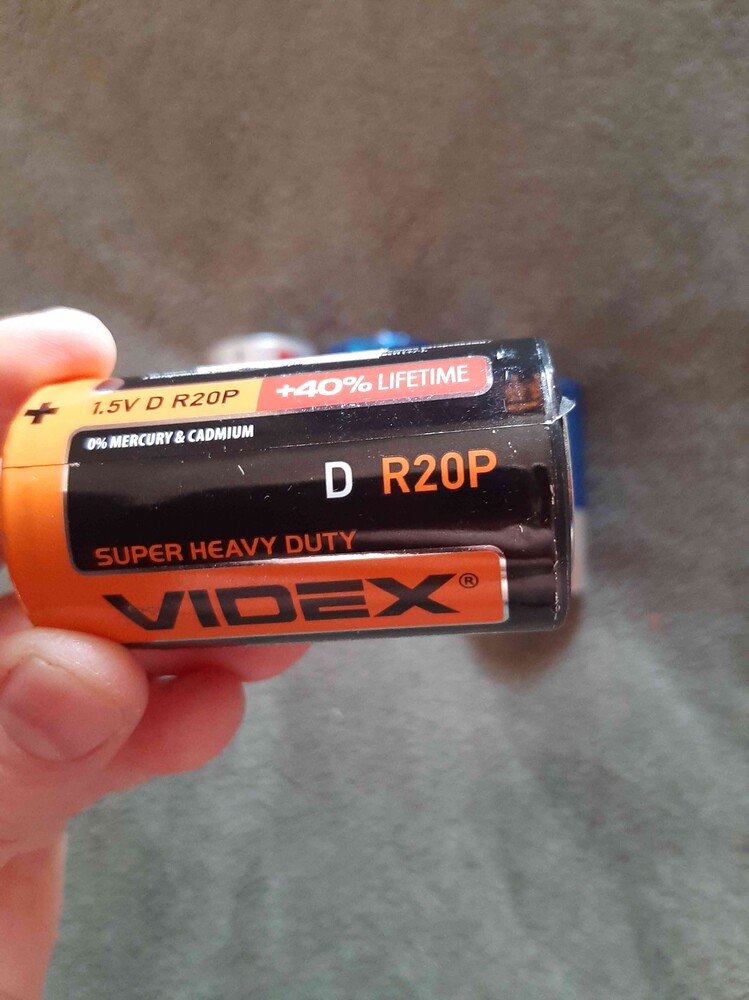 + 1.5V D R20P +40% LIFETIME
0% MERCURY & CADMIUM
D R20P
SUPER HEAVY DUTY
VIDEX®